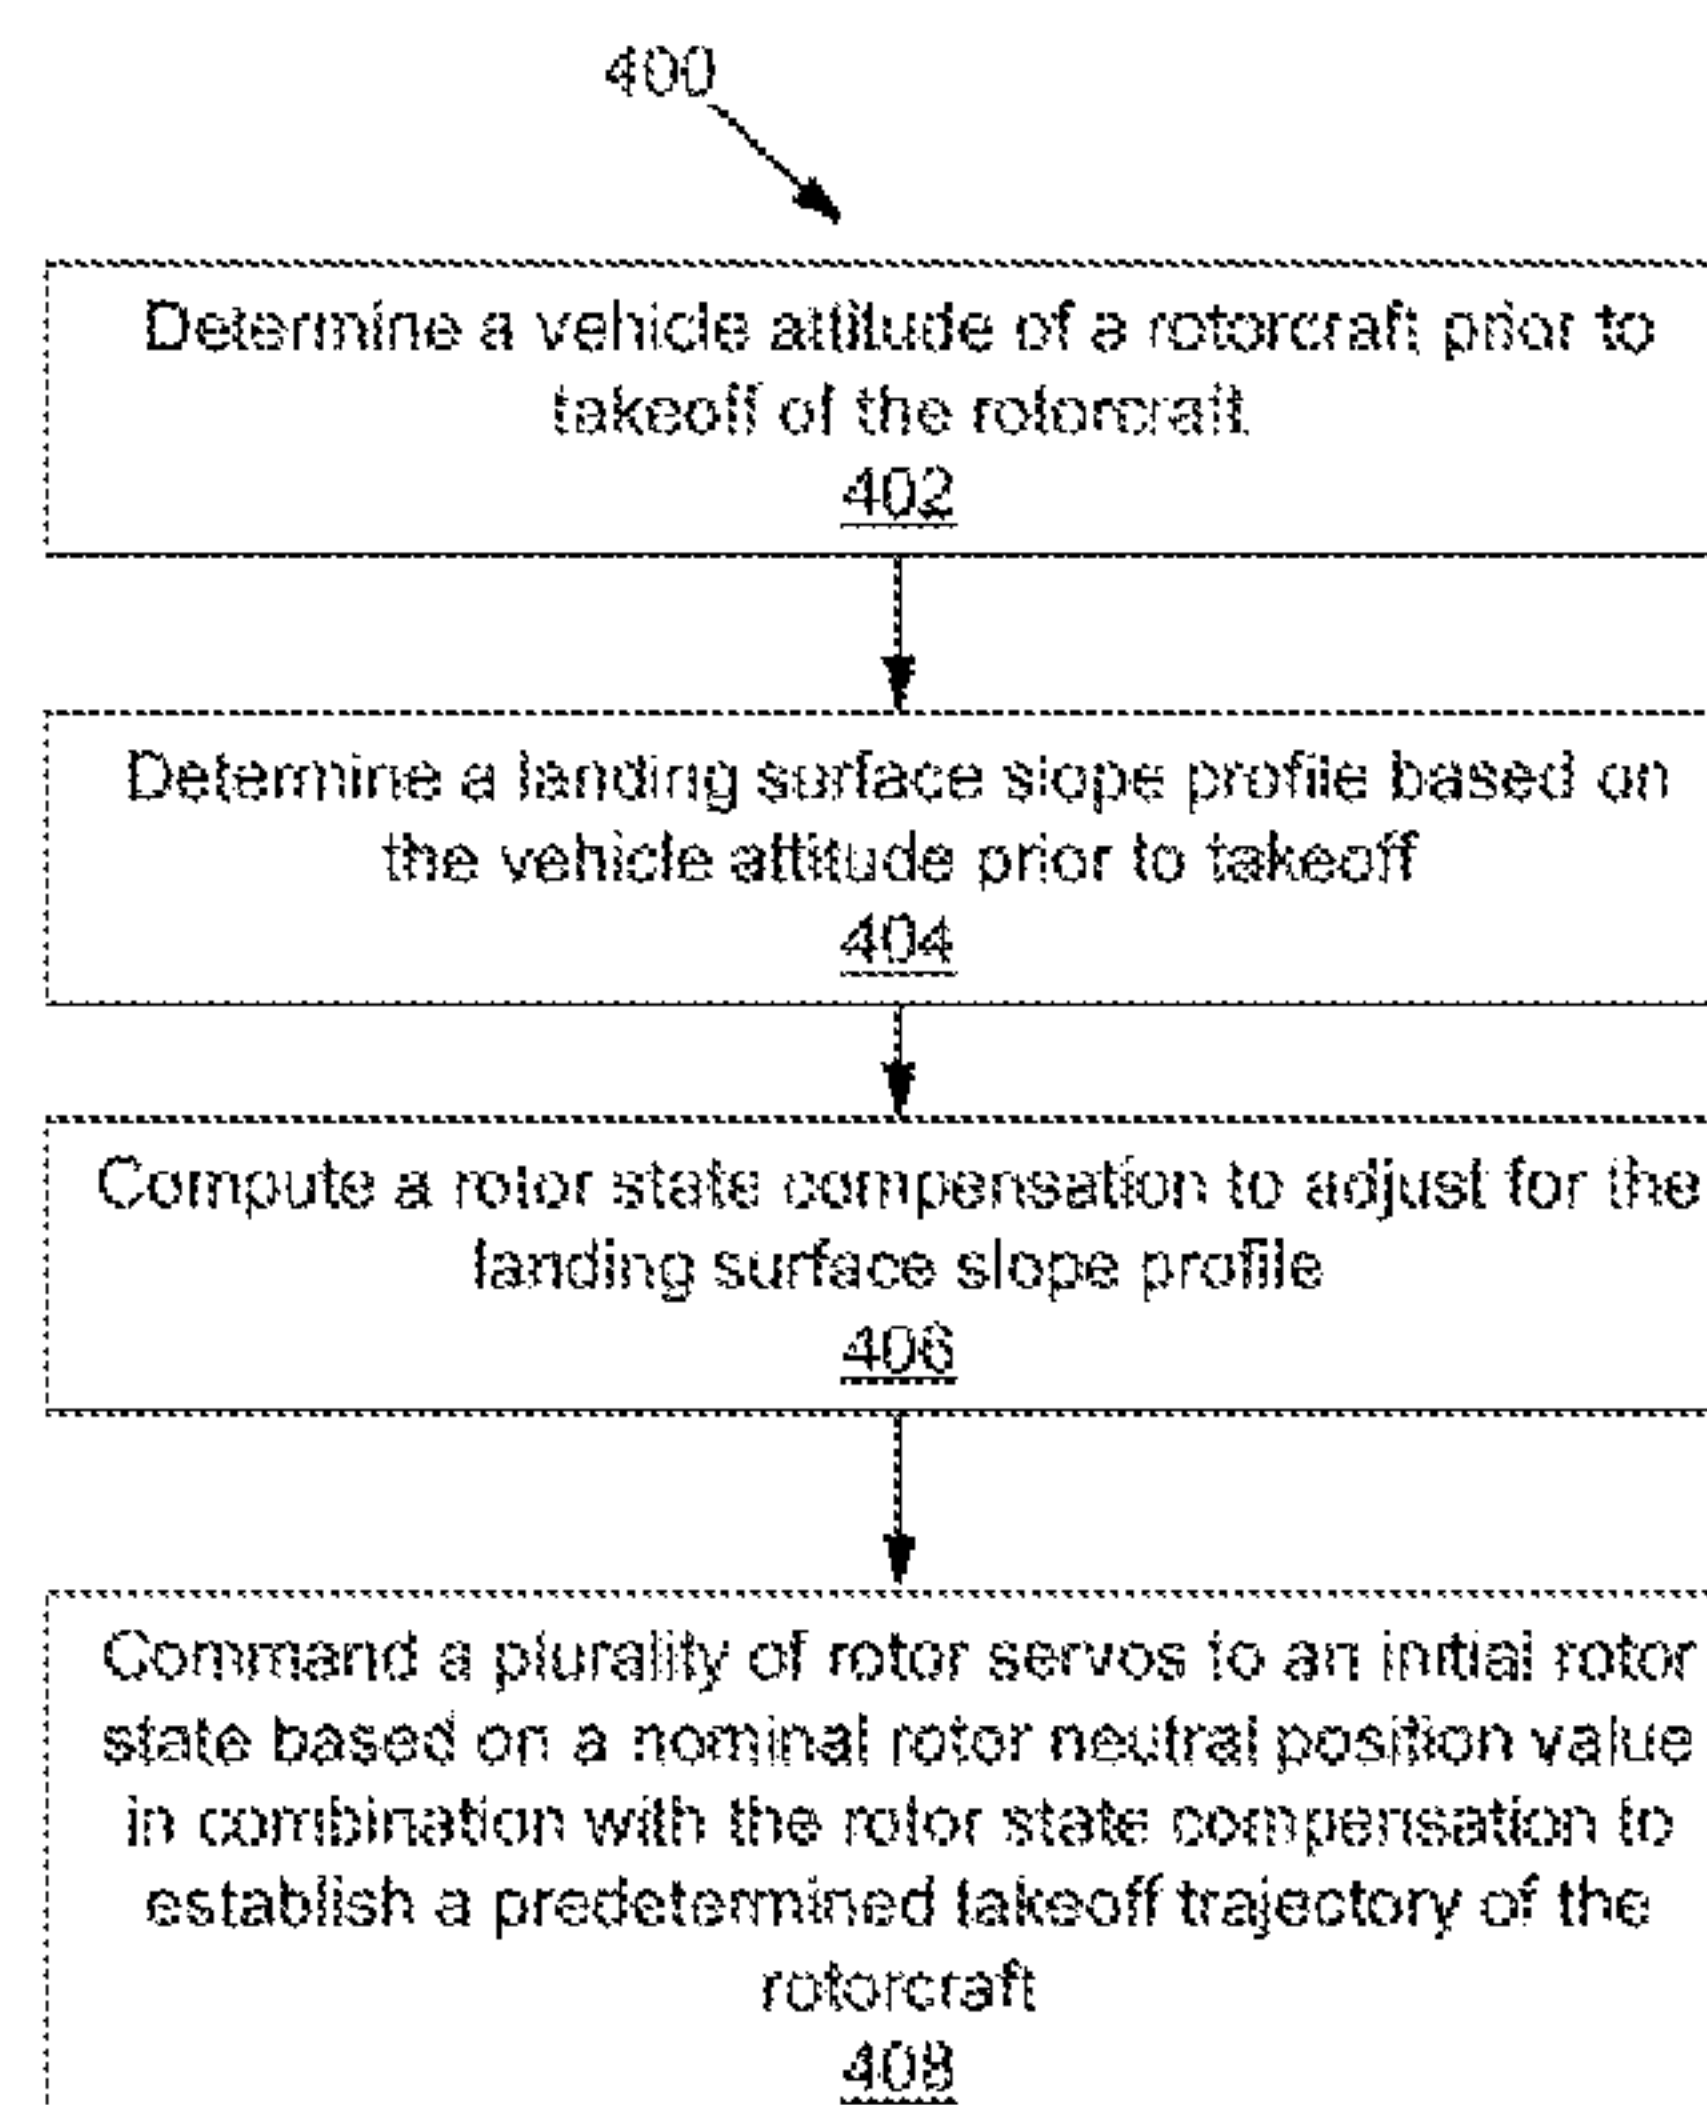 400
Determine a vehicle attitude of a rotorcraft prior to
takeoff of the rotorcraft
402
Determine a landing surface slope profile based on
the vehicle attitude prior to takeoff
404
Compute a rotor state compensation to adjust for the
landing surface slope profile
406
Command a plurality of rotor servos to an initial rotor
state based on a nominal rotor neutral position value
in combination with the rotor state compensation to
establish a predetermined takeoff trajectory of the
rotorcraft
408